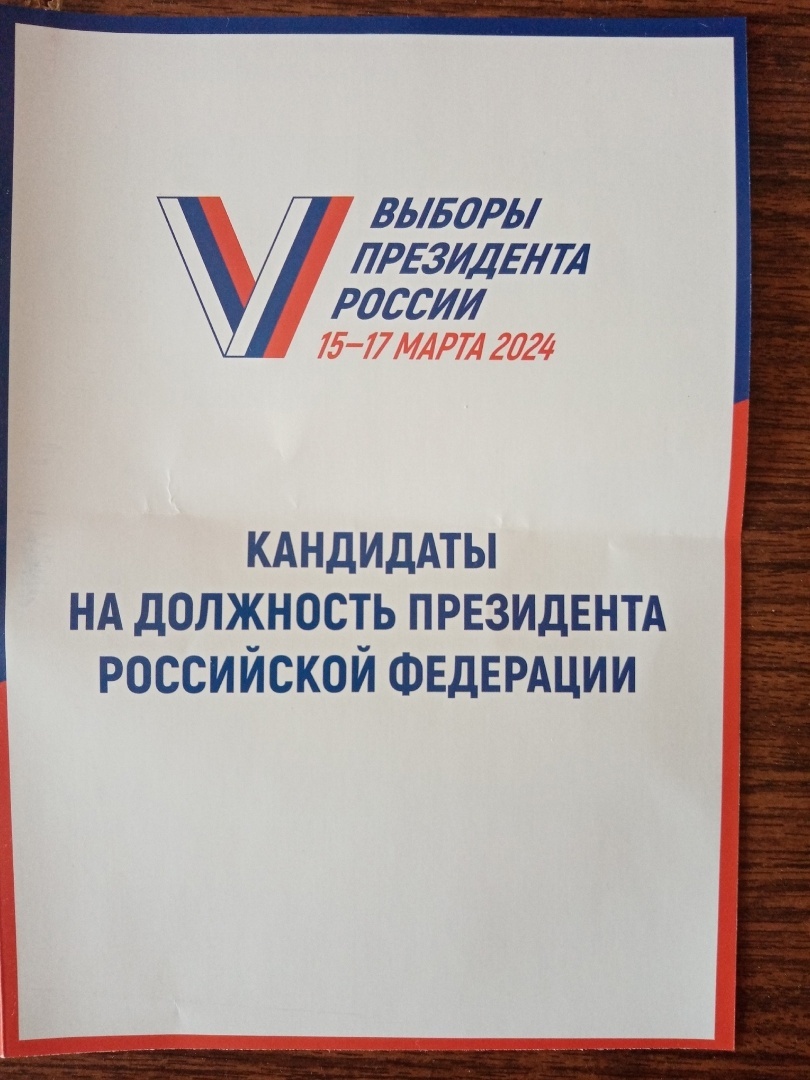 ВЫБОРЫ
ПРЕЗИДЕНТА
РОССИИ
15–17 МАРТА 2024
КАНДИДАТЫ
НА ДОЛЖНОСТЬ ПРЕЗИДЕНТА
РОССИЙСКОЙ ФЕДЕРАЦИИ